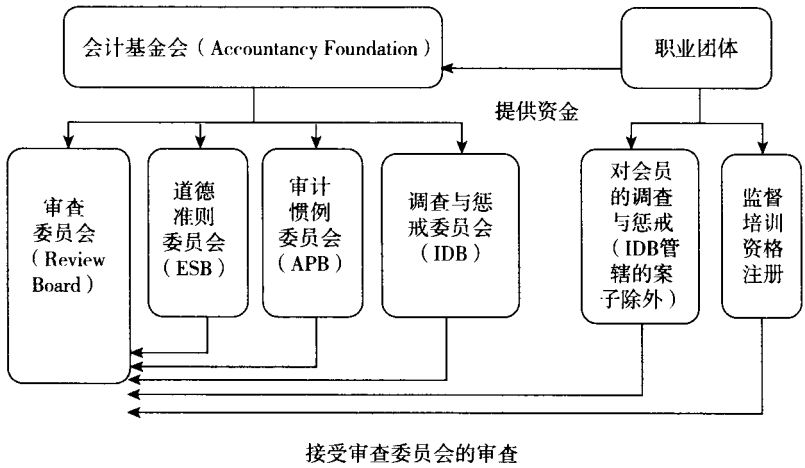 会计基金会（Accountancy Foundation）
职业团体
提供资金
审查
委员会
（Review
Board）
道德
准则
委员会
（ESB）
审计
惯例
委员会
（APB）
调查与惩
戒委员会
（IDB）
对会员
的调查
与惩戒
（IDB管
辖的案
子除外）
监督
培训
资格
注册
接受审查委员会的审查